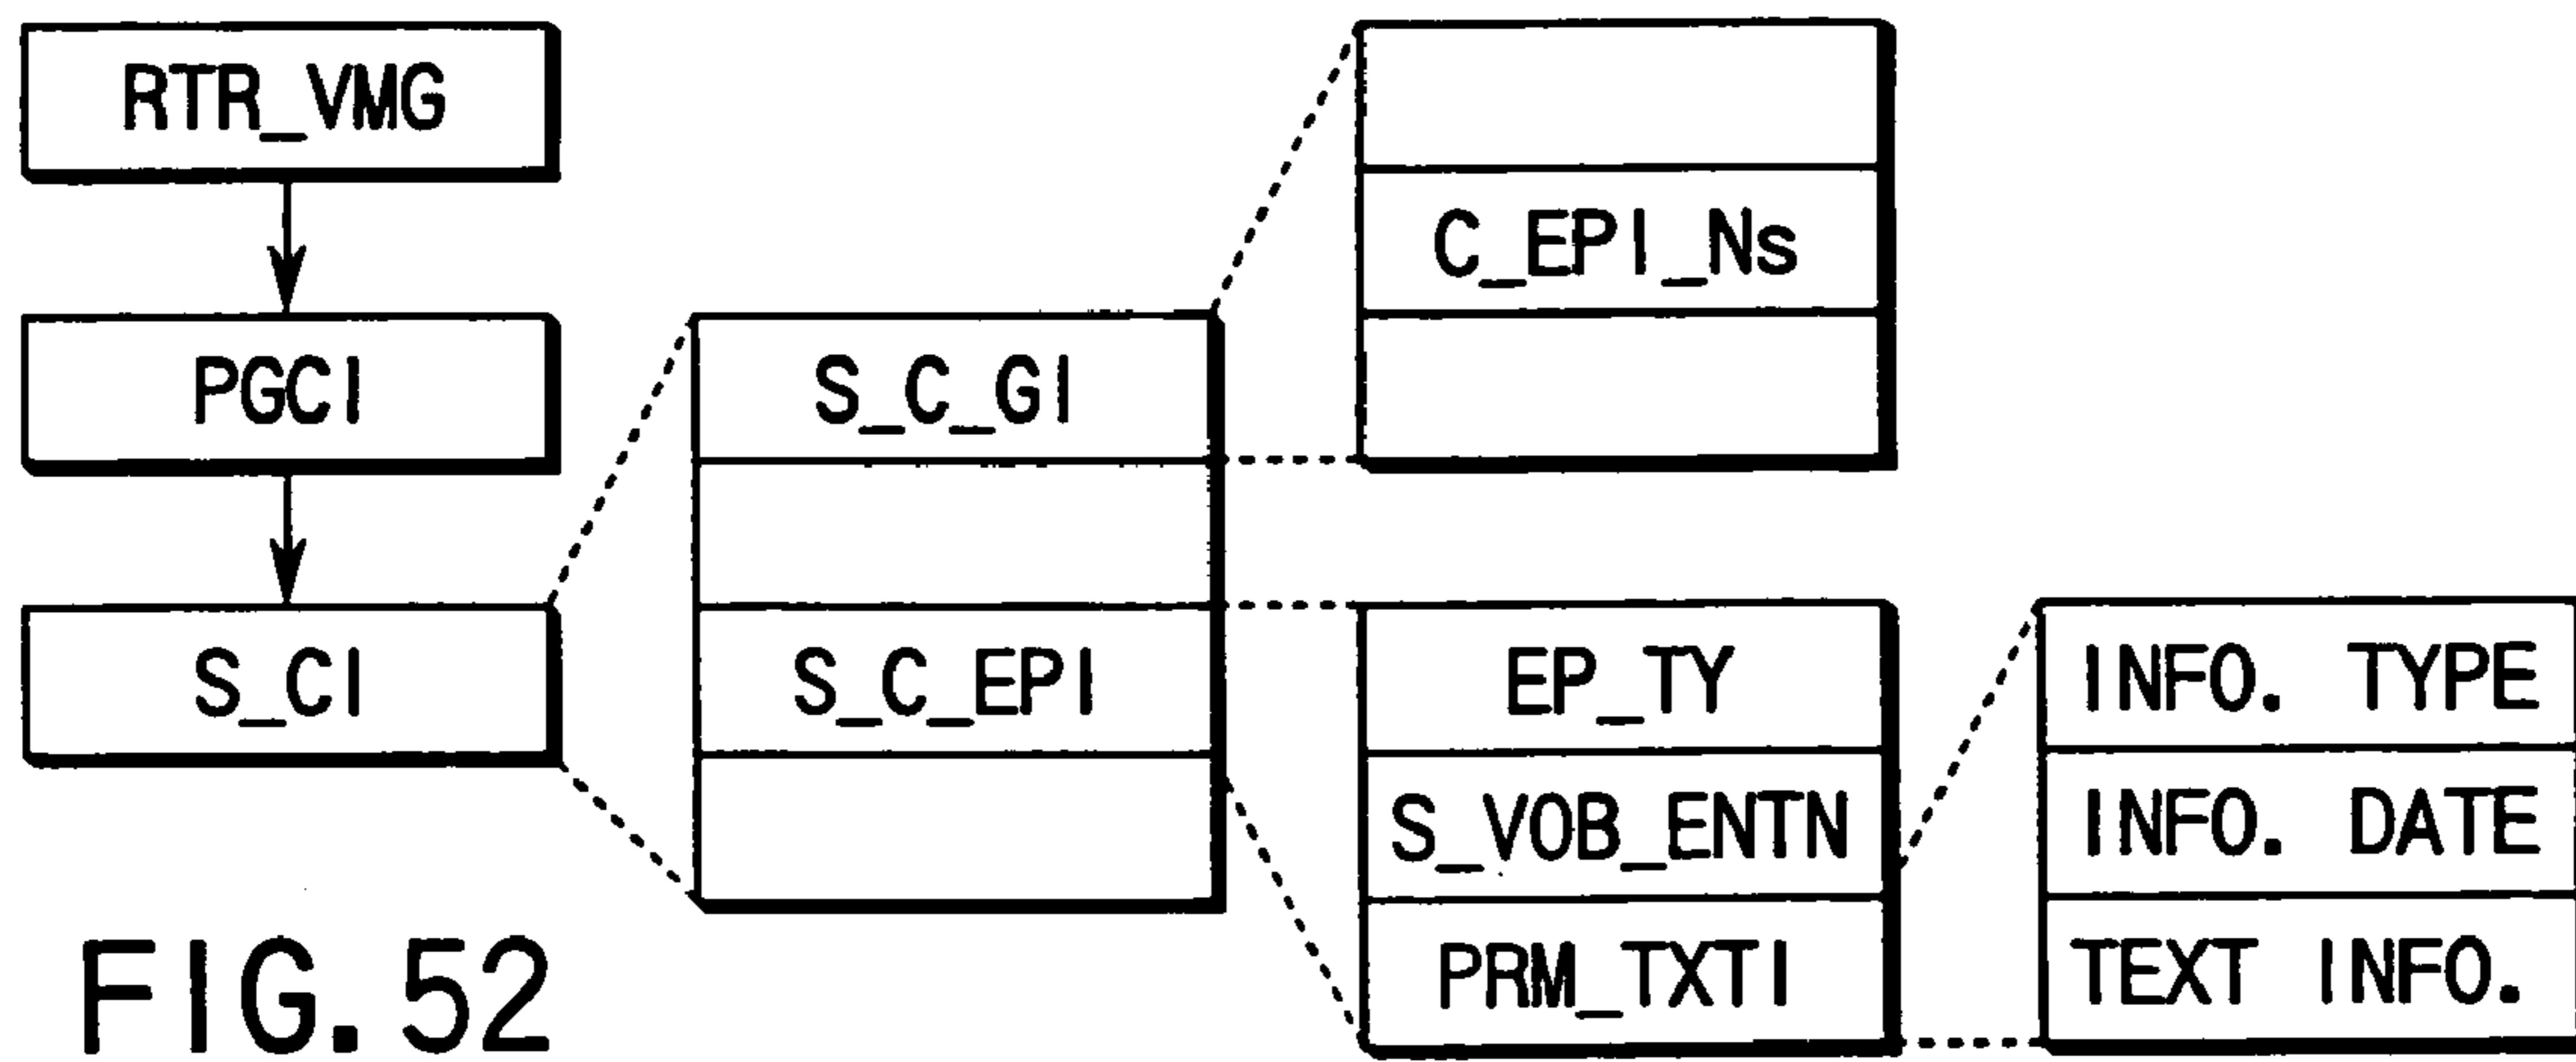 RTR_VMG
PGCI
S_CI
S_C_GI
S_C_EPI
C_EPI_Ns
EP_TY
S_VOB_ENTN
PRM_TXTI
INFO. TYPE
INFO. DATE
TEXT INFO.
FIG. 52